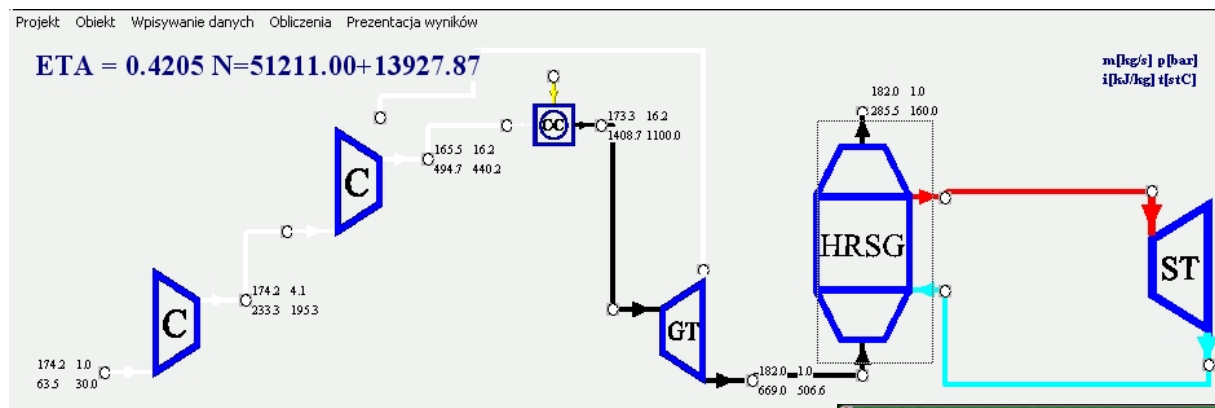 Projekt Obiekt Wpisywanie danych Obliczenia Prezentacja wyników
ETA = 0.4205 N=51211.00+13927.87
m[kg/s] p[bar]
i[kJ/kg] t[stC]
182.0 1.0
285.5 160.0
CC
173.3 16.2
1408.7 1100.0
165.5 16.2
494.7 440.2
C
HRSG
ST
174.2 4.1
233.3 195.3
C
GT
174.2 1.0
63.5 30.0
182.0 1.0
669.0 506.6